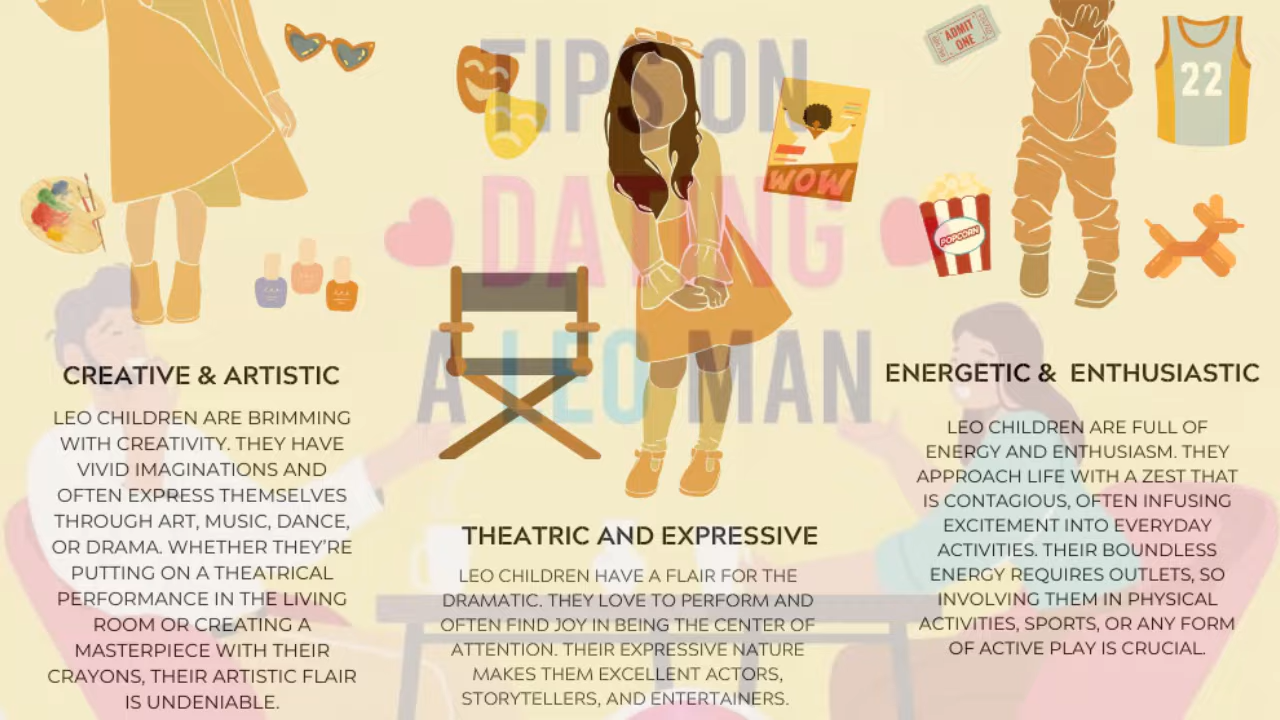 TIPS ON
DATING
A LEO MAN
ADMIT
ONE
22
WOW
POPCORN
CREATIVE & ARTISTIC
LEO CHILDREN ARE BRIMMING
WITH CREATIVITY. THEY HAVE
VIVID IMAGINATIONS AND
OFTEN EXPRESS THEMSELVES
THROUGH ART, MUSIC, DANCE,
OR DRAMA. WHETHER THEY'RE
PUTTING ON A THEATRICAL
PERFORMANCE IN THE LIVING
ROOM OR CREATING A
MASTERPIECE WITH THEIR
CRAYONS, THEIR ARTISTIC FLAIR
IS UNDENIABLE.
THEATRIC AND EXPRESSIVE
LEO CHILDREN HAVE A FLAIR FOR THE
DRAMATIC. THEY LOVE TO PERFORM AND
OFTEN FIND JOY IN BEING THE CENTER OF
ATTENTION. THEIR EXPRESSIVE NATURE
MAKES THEM EXCELLENT ACTORS,
STORYTELLERS, AND ENTERTAINERS.
ENERGETIC & ENTHUSIASTIC
LEO CHILDREN ARE FULL OF
ENERGY AND ENTHUSIASM. THEY
APPROACH LIFE WITH A ZEST THAT
IS CONTAGIOUS, OFTEN INFUSING
EXCITEMENT INTO EVERYDAY
ACTIVITIES. THEIR BOUNDLESS
ENERGY REQUIRES OUTLETS, SO
INVOLVING THEM IN PHYSICAL
ACTIVITIES, SPORTS, OR ANY FORM
OF ACTIVE PLAY IS CRUCIAL.